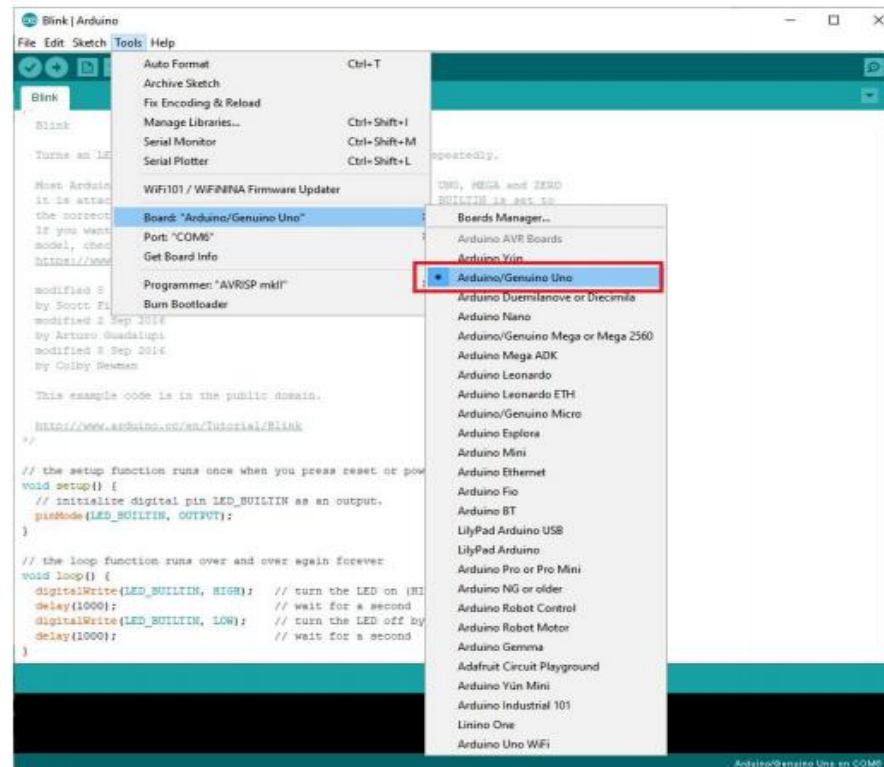 Blink | Arduino
File Edit Sketch Tools Help
Auto Format Ctrl+T
Archive Sketch
Fix Encoding & Reload
Manage Libraries... Ctrl+Shift+I
Serial Monitor Ctrl+Shift+M
Serial Plotter Ctrl+Shift+L
WiFi101 / WiFiNINA Firmware Updater
Board: "Arduino/Genuino Uno"
Port: "COM6"
Get Board Info
Programmer: "AVRISP mkII"
Burn Bootloader
Boards Manager...
Arduino AVR Boards
Arduino Yún
Arduino/Genuino Uno
Arduino Duemilanove or Diecimila
Arduino Nano
Arduino/Genuino Mega or Mega 2560
Arduino Mega ADK
Arduino Leonardo
Arduino Leonardo ETH
Arduino/Genuino Micro
Arduino Esplora
Arduino Mini
Arduino Ethernet
Arduino Fio
Arduino BT
LilyPad Arduino USB
LilyPad Arduino
Arduino Pro or Pro Mini
Arduino NG or older
Arduino Robot Control
Arduino Robot Motor
Arduino Gemma
Adafruit Circuit Playground
Arduino Yún Mini
Arduino Industrial 101
Linino One
Arduino Uno WiFi
Blink
Blink
Turns an LE epeatedly.
Most Arduin UNO, MEGA and ZERO
it is attac BUILTIN is set to
the correct
If you want
model, chec
https://www
modified 8
by Scott Fi
modified 2 Sep 2016
by Arturo Guadalupi
modified 8 Sep 2016
by Colby Newman
This example code is in the public domain.
http://www.arduino.cc/en/Tutorial/Blink
*/
// the setup function runs once when you press reset or pow
void setup() {
// initialize digital pin LED_BUILTIN as an output.
pinMode(LED_BUILTIN, OUTPUT);
}
// the loop function runs over and over again forever
void loop() {
digitalWrite(LED_BUILTIN, HIGH); // turn the LED on (HI
delay(1000); // wait for a second
digitalWrite(LED_BUILTIN, LOW); // turn the LED off by
delay(1000); // wait for a second
}
Arduino/Genuino Uno on COM6